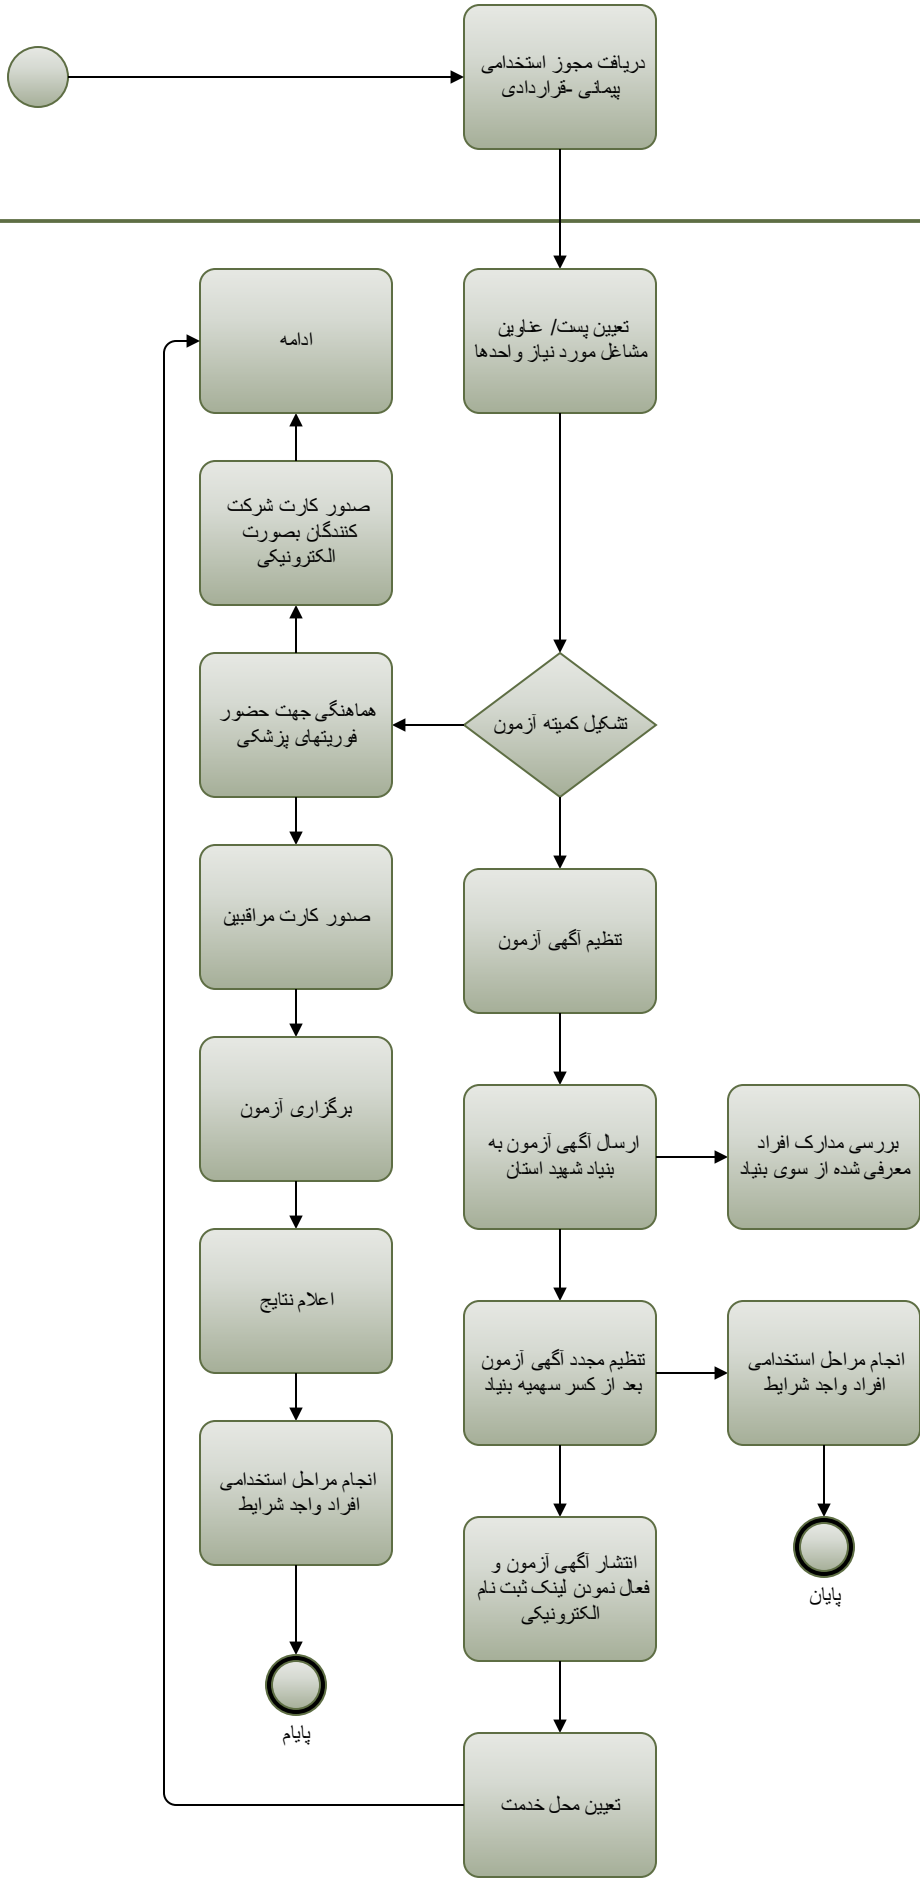 دریافت مجوز استخدامی
پیمانی -قراردادی
تعیین پست/ عناوین
مشاغل مورد نیاز واحدها
ادامه
صدور کارت شرکت
کنندگان بصورت
الکترونیکی
هماهنگی جهت حضور
فوریتهای پزشکی
تشکیل کمیته آزمون
صدور کارت مراقبین
تنظیم آگهی آزمون
برگزاری آزمون
ارسال آگهی آزمون به
بنیاد شهید استان
بررسی مدارک افراد
معرفی شده از سوی بنیاد
اعلام نتایج
تنظیم مجدد آگهی آزمون
بعد از کسر سهمیه بنیاد
انجام مراحل استخدامی
افراد واجد شرایط
انجام مراحل استخدامی
افراد واجد شرایط
انتشار آگهی آزمون و
فعال نمودن لینک ثبت نام
الکترونیکی
پایان
پایام
تعیین محل خدمت